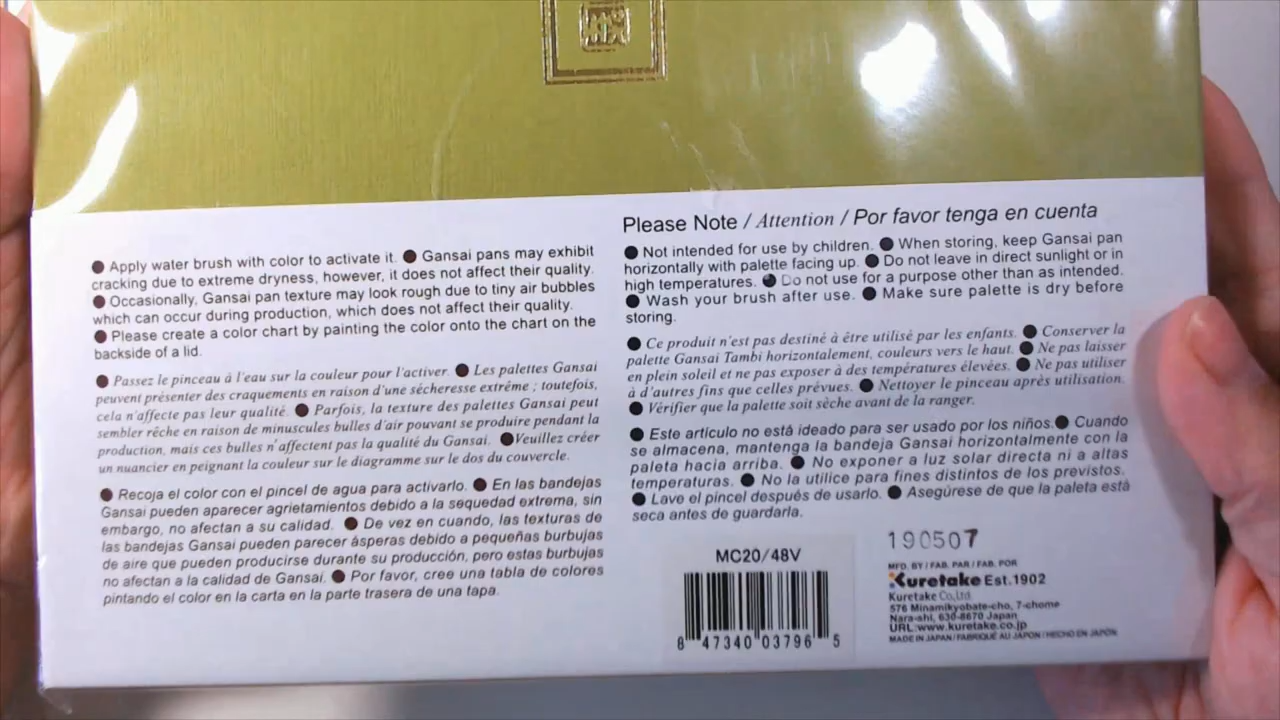 ● Apply water brush with color to activate it. ● Gansai pans may exhibit
cracking due to extreme dryness, however, it does not affect their quality.
● Occasionally, Gansai pan texture may look rough due to tiny air bubbles
which can occur during production, which does not affect their quality.
● Please create a color chart by painting the color onto the chart on the
backside of a lid.
● Passez le pinceau à l'eau sur la couleur pour l'activer. ● Les palettes Gansai
peuvent présenter des craquements en raison d'une sécheresse extrême ; toutefois,
cela n'affecte pas leur qualité. ● Parfois, la texture des palettes Gansai peut
sembler rêche en raison de minuscules bulles d'air pouvant se produire pendant la
production, mais ces bulles n'affectent pas la qualité du Gansai. ● Veuillez créer
un nuancier en peignant la couleur sur le diagramme sur le dos du couvercle.
● Recoja el color con el pincel de agua para activarlo. ● En las bandejas
Gansai pueden aparecer agrietamientos debido a la sequedad extrema, sin
embargo, no afectan a su calidad. ● De vez en cuando, las texturas de
las bandejas Gansai pueden parecer ásperas debido a pequeñas burbujas
de aire que pueden producirse durante su producción, pero estas burbujas
no afectan a la calidad de Gansai. ● Por favor, cree una tabla de colores
pintando el color en la carta en la parte trasera de una tapa.
Please Note / Attention / Por favor tenga en cuenta
● Not intended for use by children. ● When storing, keep Gansai pan
horizontally with palette facing up. ● Do not leave in direct sunlight or in
high temperatures. ● Do not use for a purpose other than as intended.
● Wash your brush after use. ● Make sure palette is dry before
storing.
● Ce produit n'est pas destiné à être utilisé par les enfants. ● Conserver la
palette Gansai Tambi horizontalement, couleurs vers le haut. ● Ne pas laisser
en plein soleil et ne pas exposer à des températures élevées. ● Ne pas utiliser
à d'autres fins que celles prévues. ● Nettoyer le pinceau après utilisation.
● Vérifier que la palette soit sèche avant de la ranger.
● Este artículo no está ideado para ser usado por los niños. ● Cuando
se almacena, mantenga la bandeja Gansai horizontalmente con la
paleta hacia arriba. ● No exponer a luz solar directa ni a altas
temperaturas. ● No la utilice para fines distintos de los previstos.
● Lave el pincel después de usarlo. ● Asegúrese de que la paleta está
seca antes de guardarla.
MC20/48V
8 47340 03796 5
190507
MFD. BY / FAB. PAR / FAB. POR
Kuretake Est.1902
Kuretake Co,Ltd.
576 Minamikyobate-cho, 7-chome
Nara-shi, 630-8670 Japan
URL:www.kuretake.co.jp
MADE IN JAPAN / FABRIQUÉ AU JAPON / HECHO EN JAPÓN